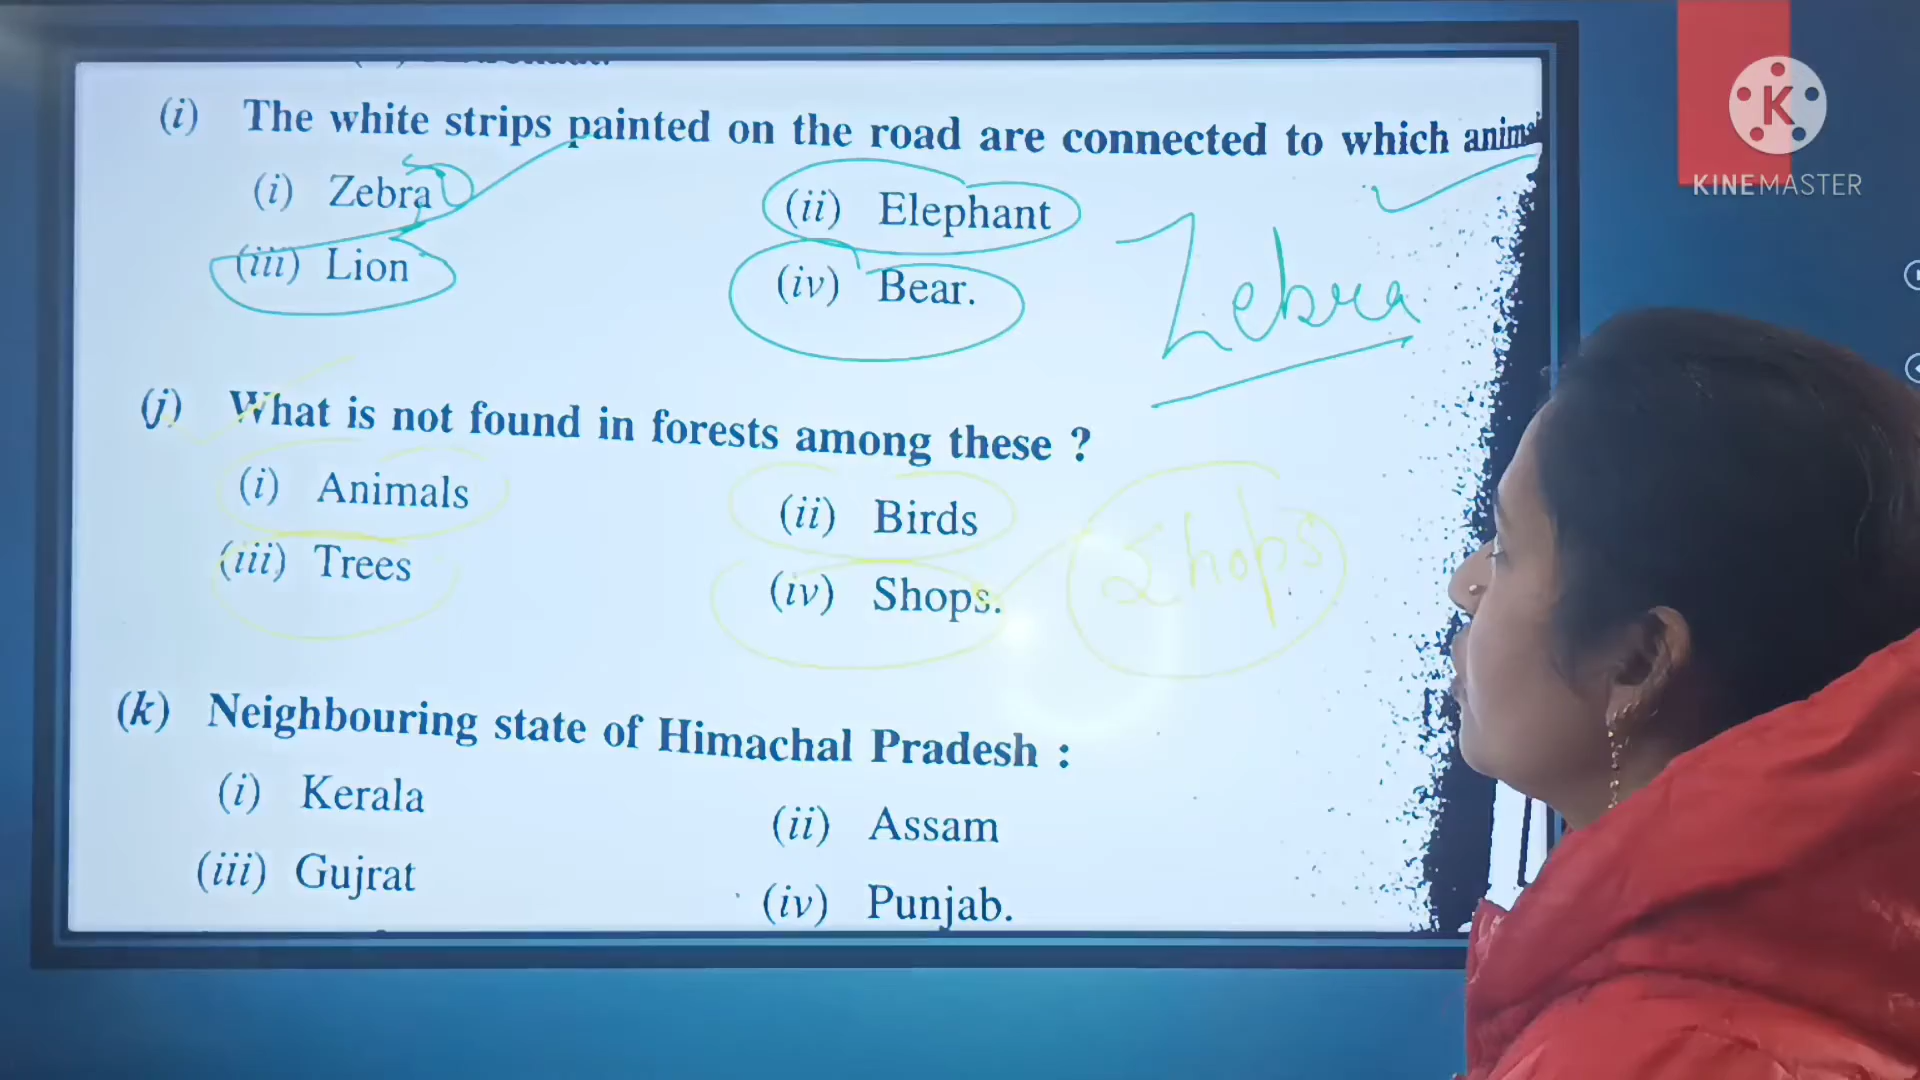 (i) The white strips painted on the road are connected to which anima
(i) Zebra (ii) Elephant
(iii) Lion (iv) Bear.
Zebra
(j) What is not found in forests among these ?
(i) Animals (ii) Birds
(iii) Trees (iv) Shops.
Shops
(k) Neighbouring state of Himachal Pradesh :
(i) Kerala (ii) Assam
(iii) Gujrat (iv) Punjab.
K
KINEMASTER